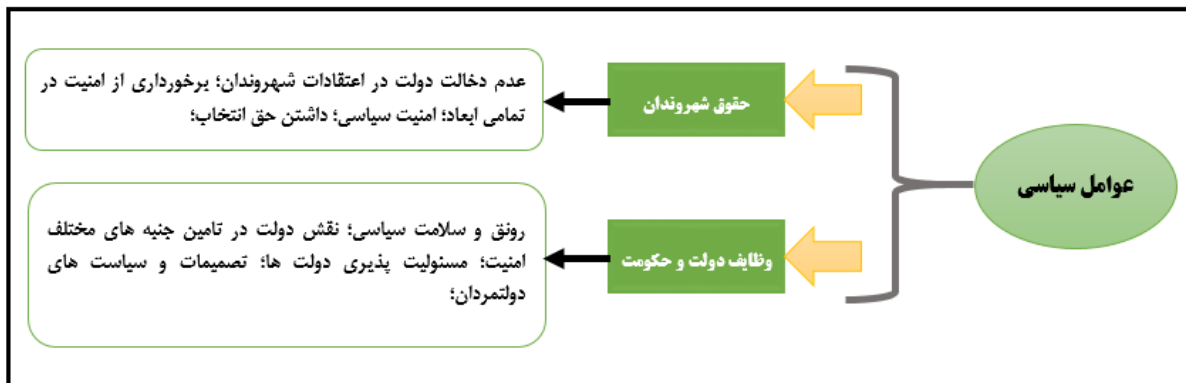 عوامل سیاسی
حقوق شهروندان
عدم دخالت دولت در اعتقادات شهروندان؛ برخورداری از امنیت در
تمامی ابعاد؛ امنیت سیاسی؛ داشتن حق انتخاب؛
وظایف دولت و حکومت
رونق و سلامت سیاسی؛ نقش دولت در تامین جنبه های مختلف
امنیت؛ مسئولیت پذیری دولت ها؛ تصمیمات و سیاست های
دولتمردان؛